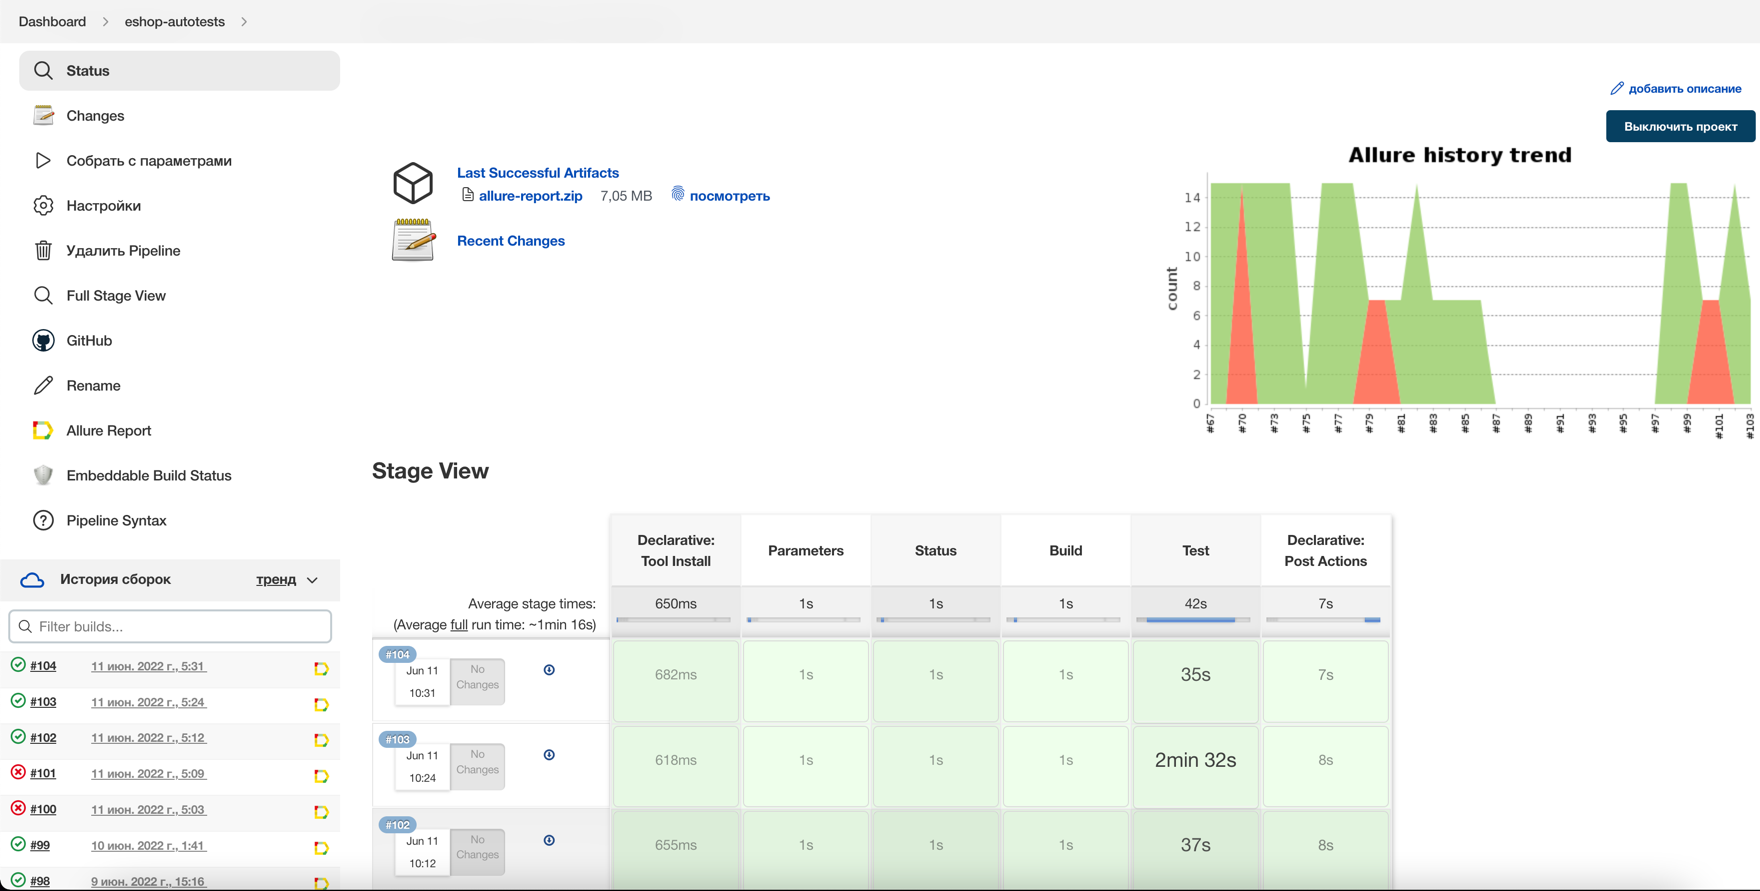 Dashboard
eshop-autotests
Status
Changes
Собрать с параметрами
Настройки
Удалить Pipeline
Full Stage View
GitHub
Rename
Allure Report
Embeddable Build Status
Pipeline Syntax
История сборок
тренд
Filter builds...
#104 11 июн. 2022 г., 5:31
#103 11 июн. 2022 г., 5:24
#102 11 июн. 2022 г., 5:12
#101 11 июн. 2022 г., 5:09
#100 11 июн. 2022 г., 5:03
#99 10 июн. 2022 г., 1:41
#98 9 июн. 2022 г., 15:16
добавить описание
Выключить проект
Last Successful Artifacts
allure-report.zip 7,05 MB посмотреть
Recent Changes
Allure history trend
count
14
12
10
8
6
4
2
0
#67 #70 #73 #75 #77 #79 #81 #83 #85 #87 #89 #91 #93 #95 #97 #99 #101 #103
Stage View
Declarative: Tool Install
Parameters
Status
Build
Test
Declarative: Post Actions
Average stage times:
(Average full run time: ~1min 16s)
650ms 1s 1s 1s 42s 7s
#104
Jun 11
10:31
No Changes
682ms 1s 1s 1s 35s 7s
#103
Jun 11
10:24
No Changes
618ms 1s 1s 1s 2min 32s 8s
#102
Jun 11
10:12
No Changes
655ms 1s 1s 1s 37s 8s